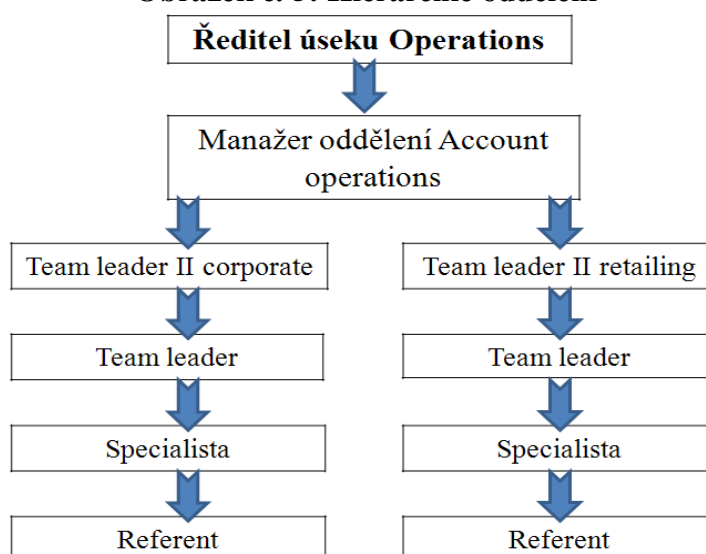 Ředitel úseku Operations
Manažer oddělení Account
operations
Team leader II corporate
Team leader II retailing
Team leader
Team leader
Specialista
Specialista
Referent
Referent